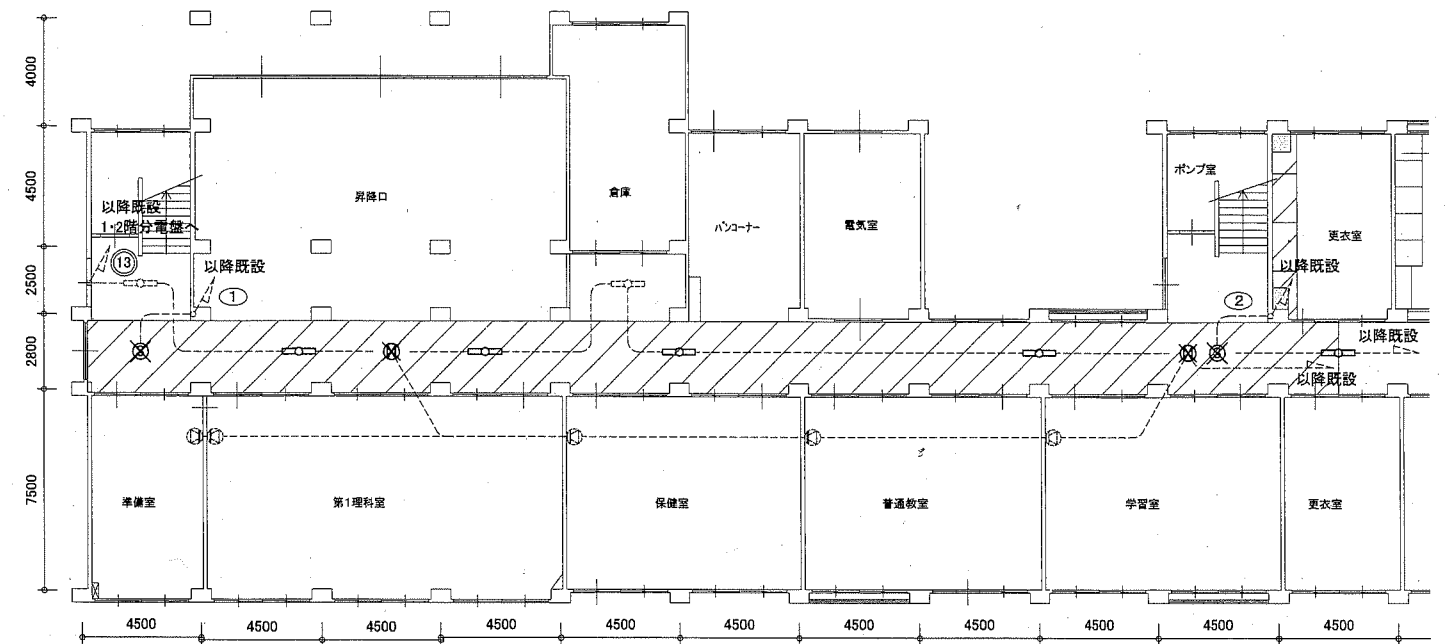 4000
4500
2500
2800
7500
昇降口
倉庫
パンコーナー
電気室
ポンプ室
更衣室
以降既設
1・2階分電盤へ
13
以降既設
1
以降既設
2
以降既設
以降既設
準備室
第1理科室
保健室
普通教室
学習室
更衣室
4500
4500
4500
4500
4500
4500
4500
4500
4500
4500
4500